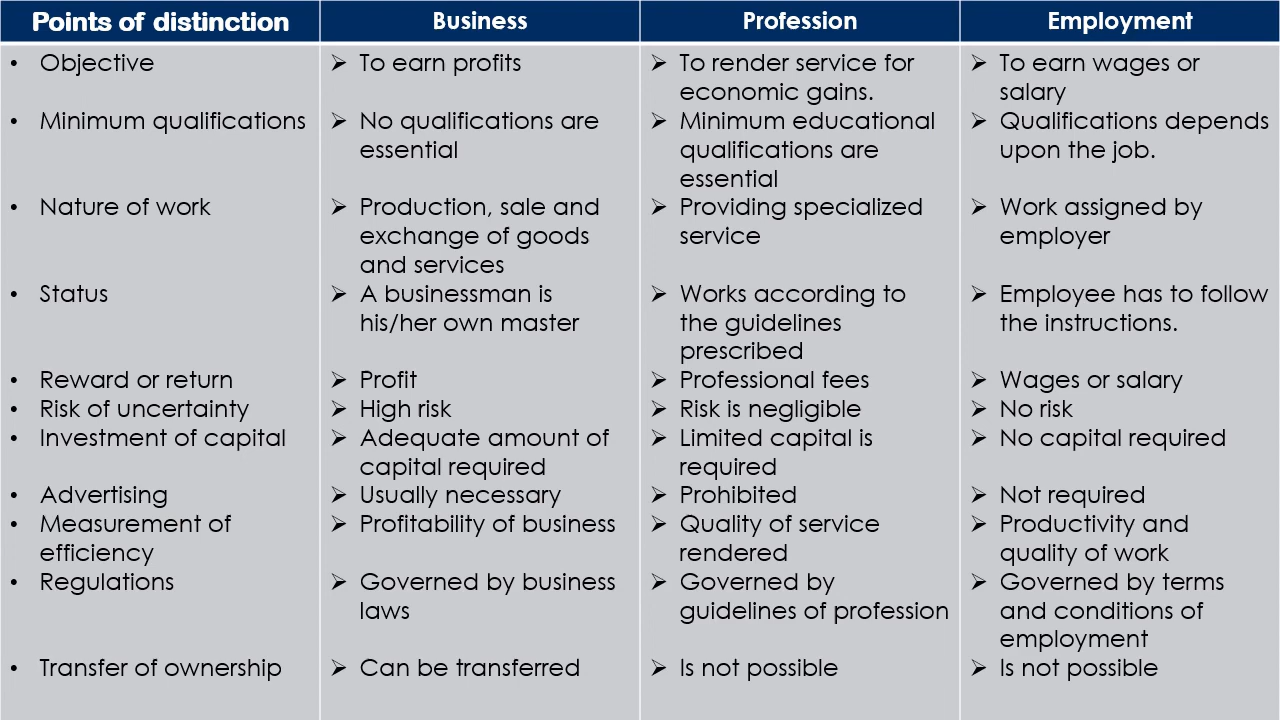 Points of distinction
Business
Profession
Employment
• Objective
➢ To earn profits
➢ To render service for
economic gains.
➢ To earn wages or
salary
• Minimum qualifications
➢ No qualifications are
essential
➢ Minimum educational
qualifications are
essential
➢ Qualifications depends
upon the job.
• Nature of work
➢ Production, sale and
exchange of goods
and services
➢ Providing specialized
service
➢ Work assigned by
employer
• Status
➢ A businessman is
his/her own master
➢ Works according to
the guidelines
prescribed
➢ Employee has to follow
the instructions.
• Reward or return
➢ Profit
➢ Professional fees
➢ Wages or salary
• Risk of uncertainty
➢ High risk
➢ Risk is negligible
➢ No risk
• Investment of capital
➢ Adequate amount of
capital required
➢ Limited capital is
required
➢ No capital required
• Advertising
➢ Usually necessary
➢ Prohibited
➢ Not required
• Measurement of
efficiency
➢ Profitability of business
➢ Quality of service
rendered
➢ Productivity and
quality of work
• Regulations
➢ Governed by business
laws
➢ Governed by
guidelines of profession
➢ Governed by terms
and conditions of
employment
• Transfer of ownership
➢ Can be transferred
➢ Is not possible
➢ Is not possible